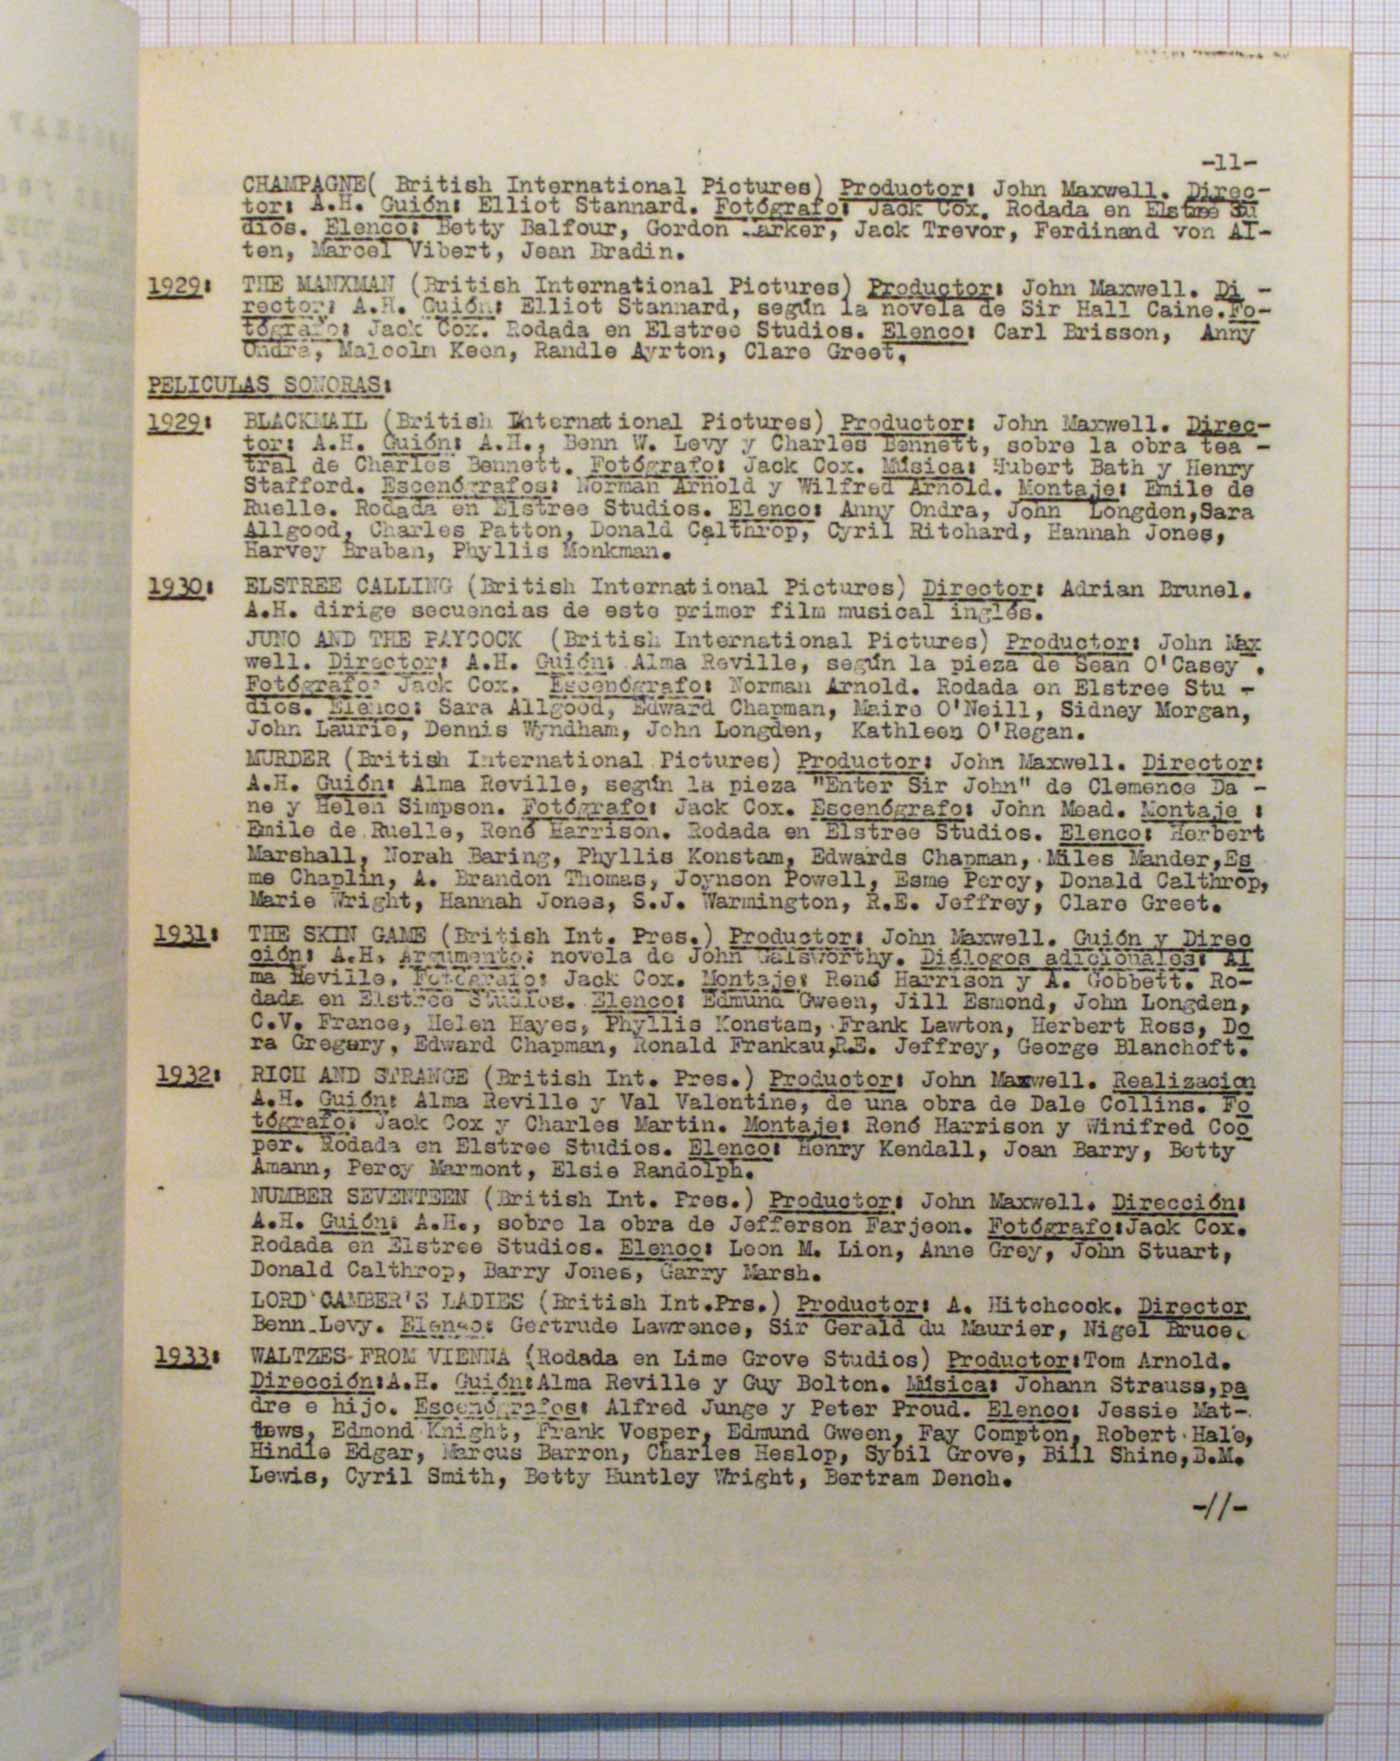 -11-
CHAMPAGNE( British International Pictures) Productor: John Maxwell. Direc-
tor: A.H. Guión: Elliot Stannard. Fotógrafo: Jack Cox. Rodada en Elstree Stu
dios. Elenco: Betty Balfour, Gordon Harker, Jack Trevor, Ferdinand von Al-
ten, Marcel Vibert, Jean Bradin.
1929: THE MANXMAN (British International Pictures) Productor: John Maxwell. Di -
rector: A.H. Guión: Elliot Stannard, según la novela de Sir Hall Caine.Fo-
tógrafo: Jack Cox. Rodada en Elstree Studios. Elenco: Carl Brisson, Anny
Ondra, Malcolm Keen, Randle Ayrton, Clare Greet.
PELICULAS SONORAS:
1929: BLACKMAIL (British International Pictures) Productor: John Maxwell. Direc-
tor: A.H. Guión: A.H., Benn W. Levy y Charles Bennett, sobre la obra tea -
tral de Charles Bennett. Fotógrafo: Jack Cox. Música: Hubert Bath y Henry
Stafford. Escenógrafos: Norman Arnold y Wilfred Arnold. Montaje: Emile de
Ruelle. Rodada en Elstree Studios. Elenco: Anny Ondra, John Longden,Sara
Allgood, Charles Patton, Donald Calthrop, Cyril Ritchard, Hannah Jones,
Harvey Braban, Phyllis Monkman.
1930: ELSTREE CALLING (British International Pictures) Director: Adrian Brunel.
A.H. dirige secuencias de este primer film musical inglés.
JUNO AND THE PAYCOCK (British International Pictures) Productor: John Max
well. Director: A.H. Guión: Alma Reville, según la pieza de Sean O'Casey .
Fotógrafo: Jack Cox. Escenógrafo: Norman Arnold. Rodada en Elstree Stu -
dios. Elenco: Sara Allgood, Edward Chapman, Maire O'Neill, Sidney Morgan,
John Laurie, Dennis Wyndham, John Longden, Kathleen O'Regan.
MURDER (British International Pictures) Productor: John Maxwell. Director:
A.H. Guión: Alma Reville, según la pieza "Enter Sir John" de Clemence Da -
ne y Helen Simpson. Fotógrafo: Jack Cox. Escenógrafo: John Mead. Montaje :
Emile de Ruelle, René Harrison. Rodada en Elstree Studios. Elenco: Herbert
Marshall, Norah Baring, Phyllis Konstam, Edwards Chapman, Miles Mander,Es
me Chaplin, A. Brandon Thomas, Joynson Powell, Esme Percy, Donald Calthrop,
Marie Wright, Hannah Jones, S.J. Warmington, R.E. Jeffrey, Clare Greet.
1931: THE SKIN GAME (British Int. Pres.) Productor: John Maxwell. Guión y Direc
ción: A.H. Argumento: novela de John Galsworthy. Diálogos adicionales: Al
ma Reville. Fotógrafo: Jack Cox. Montaje: René Harrison y A. Gobbett. Ro-
dada en Elstree Studios. Elenco: Edmund Gween, Jill Esmond, John Longden,
C.V. France, Helen Hayes, Phyllis Konstam, Frank Lawton, Herbert Ross, Do
ra Gregory, Edward Chapman, Ronald Frankau,R.E. Jeffrey, George Blanchoft.
1932: RICH AND STRANGE (British Int. Pres.) Productor: John Maxwell. Realizacion
A.H. Guión: Alma Reville y Val Valentine, de una obra de Dale Collins. Fo
tógrafo: Jack Cox y Charles Martin. Montaje: René Harrison y Winifred Coo
per. Rodada en Elstree Studios. Elenco: Henry Kendall, Joan Barry, Betty
Amann, Percy Marmont, Elsie Randolph.
NUMBER SEVENTEEN (British Int. Pres.) Productor: John Maxwell. Dirección:
A.H. Guión: A.H., sobre la obra de Jefferson Farjeon. Fotógrafo:Jack Cox.
Rodada en Elstree Studios. Elenco: Leon M. Lion, Anne Grey, John Stuart,
Donald Calthrop, Barry Jones, Garry Marsh.
LORD CAMBER'S LADIES (British Int.Prs.) Productor: A. Hitchcock. Director
Benn Levy. Elenco: Gertrude Lawrence, Sir Gerald du Maurier, Nigel Bruce.
1933: WALTZES FROM VIENNA (Rodada en Lime Grove Studios) Productor:Tom Arnold.
Dirección:A.H. Guión:Alma Reville y Guy Bolton. Música: Johann Strauss,pa
dre e hijo. Escenógrafos: Alfred Junge y Peter Proud. Elenco: Jessie Mat-
tews, Edmond Knight, Frank Vosper, Edmund Gween, Fay Compton, Robert Hale,
Hindle Edgar, Marcus Barron, Charles Heslop, Sybil Grove, Bill Shine,B.M.
Lewis, Cyril Smith, Betty Huntley Wright, Bertram Dench.
-//-